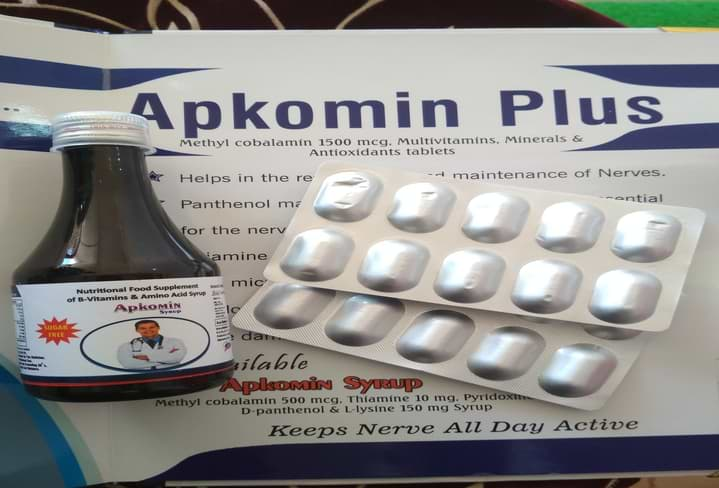 Apkomin Plus
Methyl cobalamin 1500 mcg, Multivitamins, Minerals &
Antioxidants tablets
Helps in the re d maintenance of Nerves.
Panthenol ma ential
for the nerv
iamine
mic
ailable
Apkomin Syrup
Methyl cobalamin 500 mcg, Thiamine 10 mg, Pyridoxin
D-panthenol & L-lysine 150 mg Syrup
Keeps Nerve All Day Active
Nutritional Food Supplement
of B-Vitamins & Amino Acid Syrup
Apkomin
Syrup
SUGAR
FREE